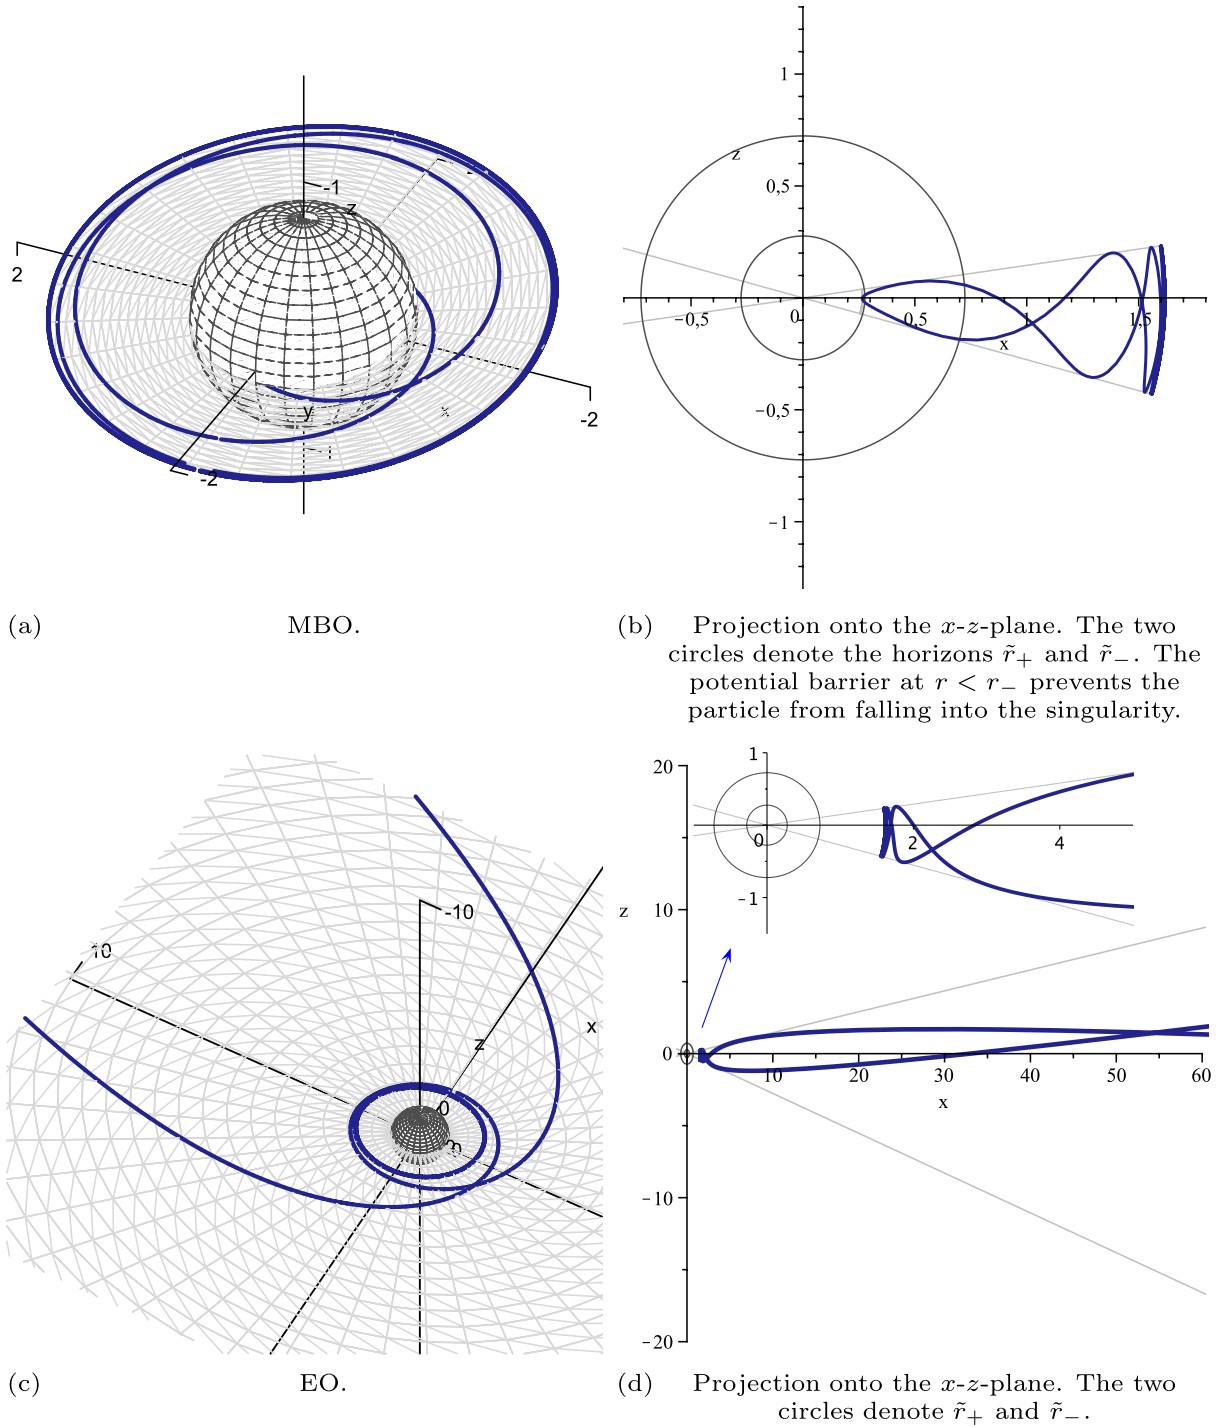 -1
z
2
y
-2
-2
(a) MBO.
1
z
0,5
-0,5
0
0,5
1,5
x
-0,5
-1
(b) Projection onto the x-z-plane. The two
circles denote the horizons r̃₊ and r̃₋. The
potential barrier at r < r₋ prevents the
particle from falling into the singularity.
10
-10
x
z
0
(c) EO.
20
1
0
2
4
z
10
-1
0
10
20
30
40
50
60
x
-10
-20
(d) Projection onto the x-z-plane. The two
circles denote r̃₊ and r̃₋.